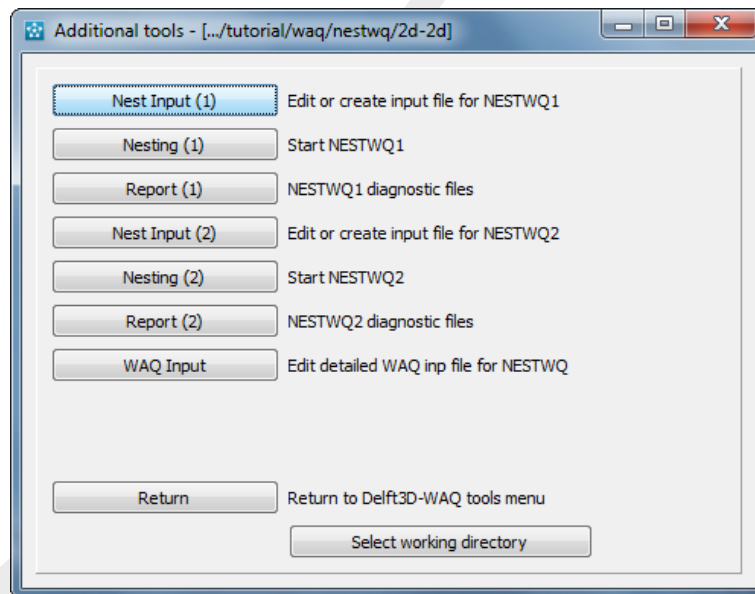 Additional tools - [.../tutorial/waq/nestwq/2d-2d]
Nest Input (1) Edit or create input file for NESTWQ1
Nesting (1) Start NESTWQ1
Report (1) NESTWQ1 diagnostic files
Nest Input (2) Edit or create input file for NESTWQ2
Nesting (2) Start NESTWQ2
Report (2) NESTWQ2 diagnostic files
WAQ Input Edit detailed WAQ inp file for NESTWQ
Return Return to Delft3D-WAQ tools menu
Select working directory